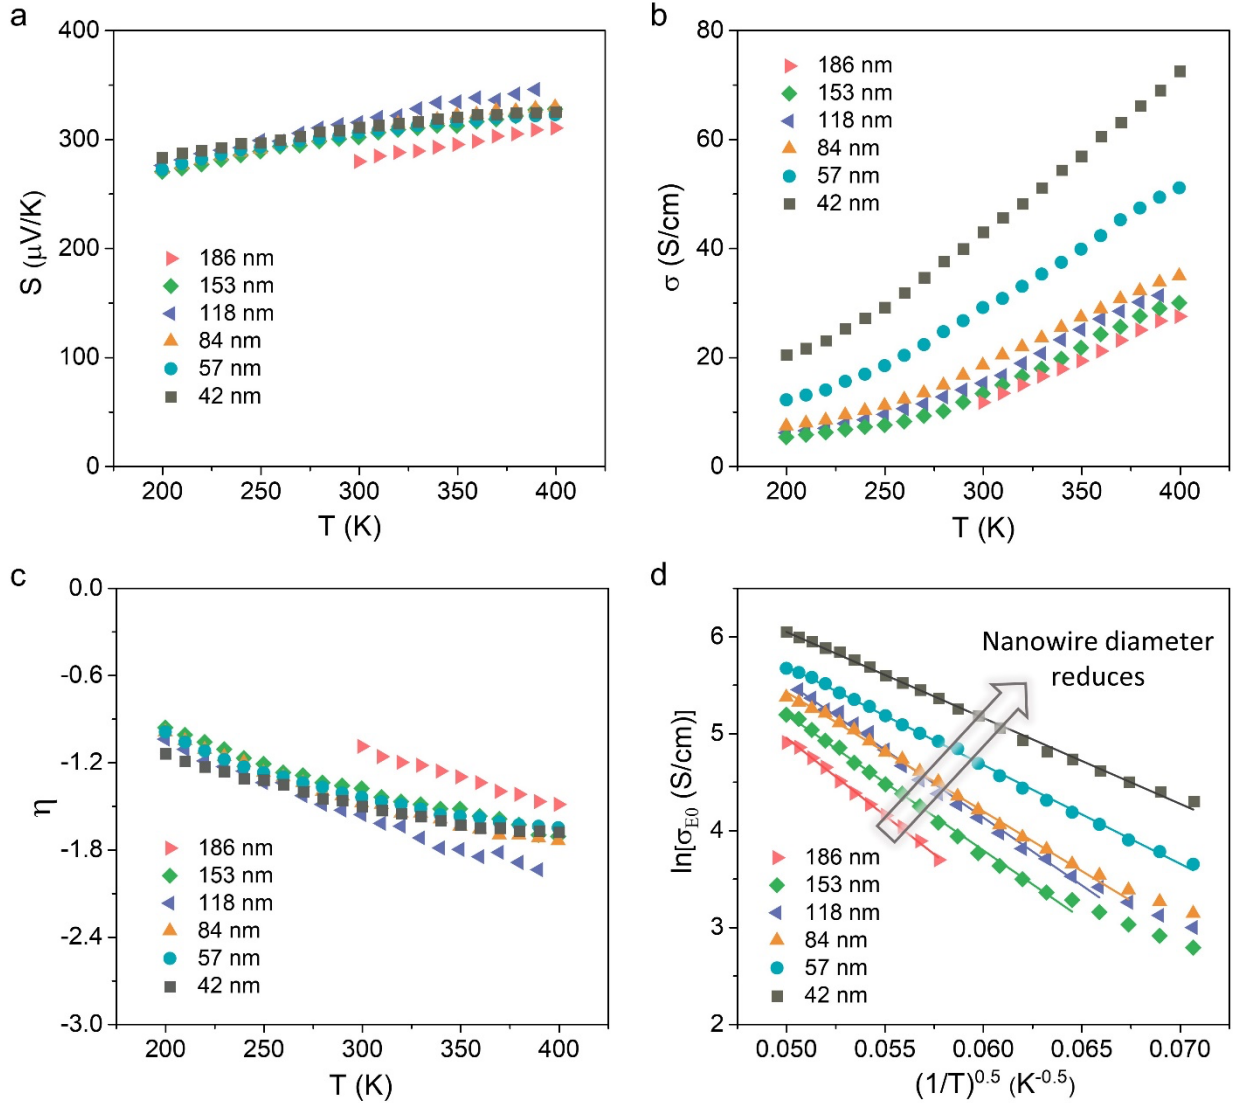 a
400
300
200
100
0
S (μV/K)
186 nm
153 nm
118 nm
84 nm
57 nm
42 nm
200
250
300
350
400
T (K)
b
80
60
40
20
0
σ (S/cm)
186 nm
153 nm
118 nm
84 nm
57 nm
42 nm
200
250
300
350
400
T (K)
c
0.0
-0.6
-1.2
-1.8
-2.4
-3.0
η
186 nm
153 nm
118 nm
84 nm
57 nm
42 nm
200
250
300
350
400
T (K)
d
6
5
4
3
2
ln[σE0 (S/cm)]
Nanowire diameter
reduces
186 nm
153 nm
118 nm
84 nm
57 nm
42 nm
0.050
0.055
0.060
0.065
0.070
(1/T)^0.5 (K^-0.5)